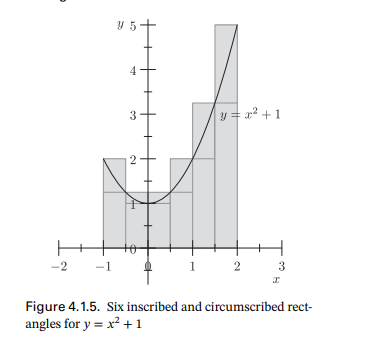 y 5
4
3
y = x² + 1
2
1
0
−2 −1 0 1 2 3
x
Figure 4.1.5. Six inscribed and circumscribed rect-
angles for y = x² + 1